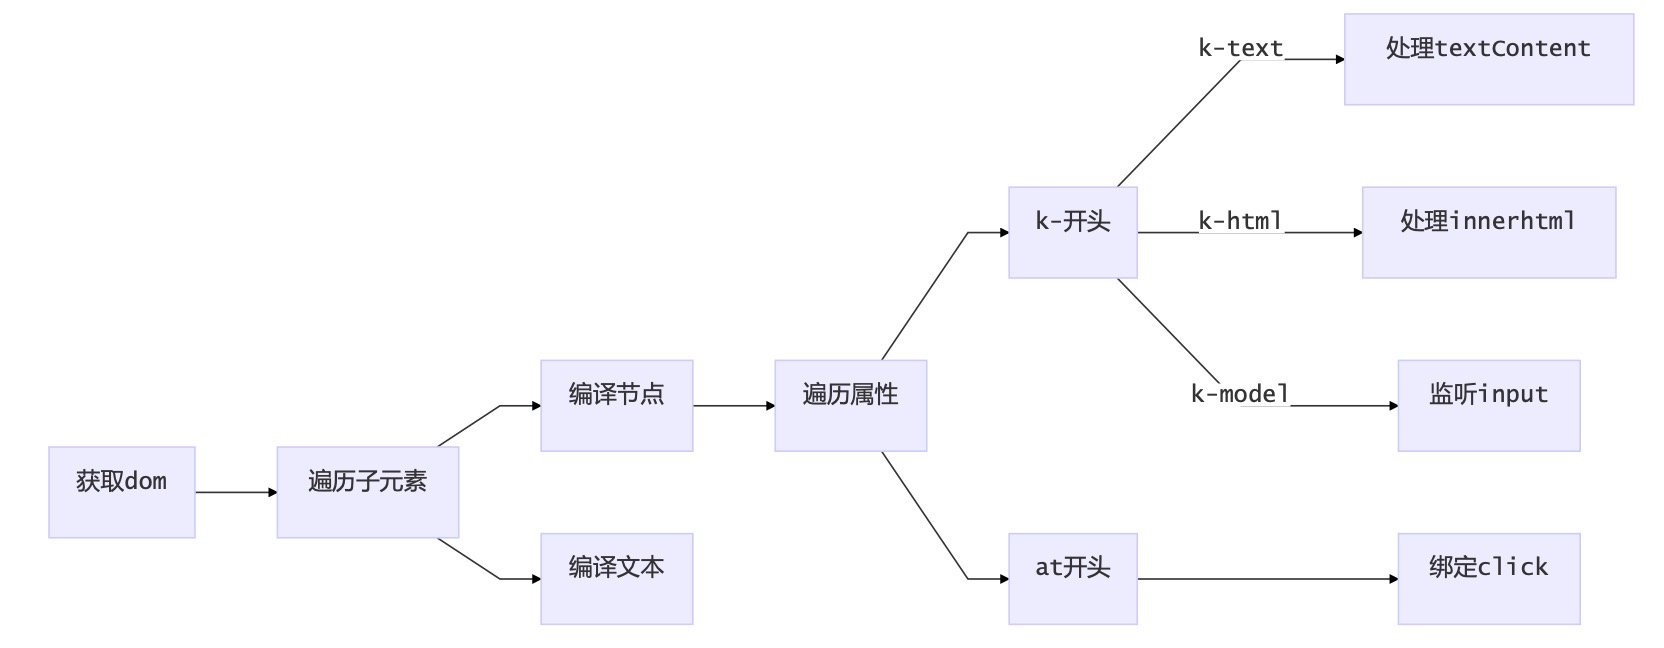 k-text
处理textContent
k-开头
k-html
处理innerhtml
编译节点
遍历属性
k-model
监听input
获取dom
遍历子元素
编译文本
at开头
绑定click